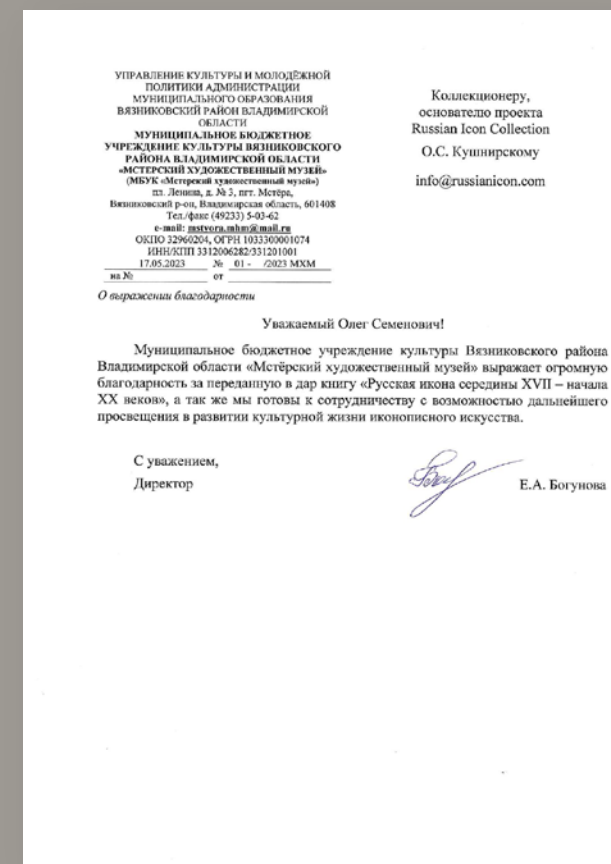 УПРАВЛЕНИЕ КУЛЬТУРЫ И МОЛОДЁЖНОЙ
ПОЛИТИКИ АДМИНИСТРАЦИИ
МУНИЦИПАЛЬНОГО ОБРАЗОВАНИЯ
ВЯЗНИКОВСКИЙ РАЙОН ВЛАДИМИРСКОЙ
ОБЛАСТИ
МУНИЦИПАЛЬНОЕ БЮДЖЕТНОЕ
УЧРЕЖДЕНИЕ КУЛЬТУРЫ ВЯЗНИКОВСКОГО
РАЙОНА ВЛАДИМИРСКОЙ ОБЛАСТИ
«МСТЕРСКИЙ ХУДОЖЕСТВЕННЫЙ МУЗЕЙ»
(МБУК «Мстерский художественный музей»)
пл. Ленина, д. № 3, пгт. Мстёра,
Вязниковский р-он, Владимирская область, 601408
Тел./факс (49233) 5-03-62
e-mail: mstyora.mhm@mail.ru
ОКПО 32960204, ОГРН 1033300001074
ИНН/КПП 3312006282/331201001
17.05.2023 № 01 - /2023 МХМ
на № от
Коллекционеру,
основателю проекта
Russian Icon Collection
О.С. Кушнирскому
info@russianicon.com
О выражении благодарности
Уважаемый Олег Семенович!
Муниципальное бюджетное учреждение культуры Вязниковского района
Владимирской области «Мстёрский художественный музей» выражает огромную
благодарность за переданную в дар книгу «Русская икона середины XVII – начала
XX веков», а так же мы готовы к сотрудничеству с возможностью дальнейшего
просвещения в развитии культурной жизни иконописного искусства.
С уважением,
Директор Е.А. Богунова